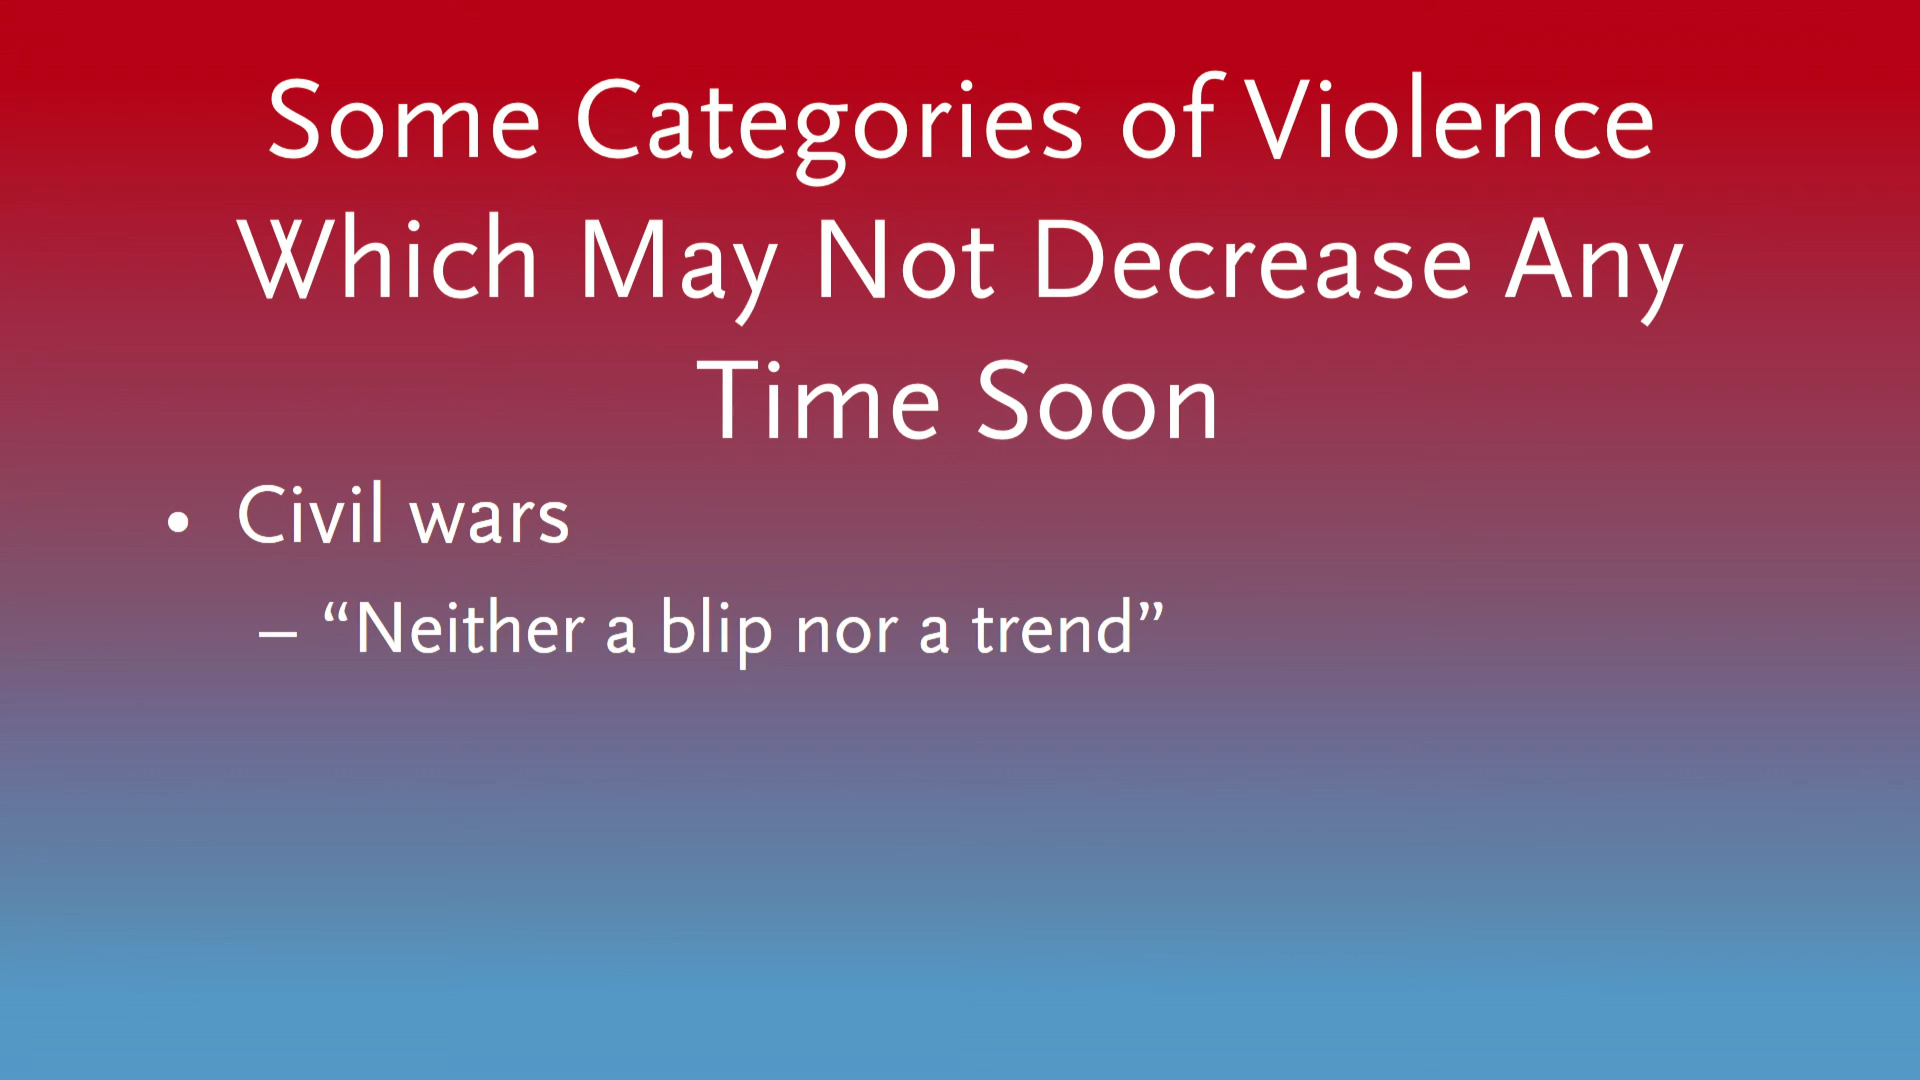 Some Categories of Violence
Which May Not Decrease Any
Time Soon
• Civil wars
– “Neither a blip nor a trend”